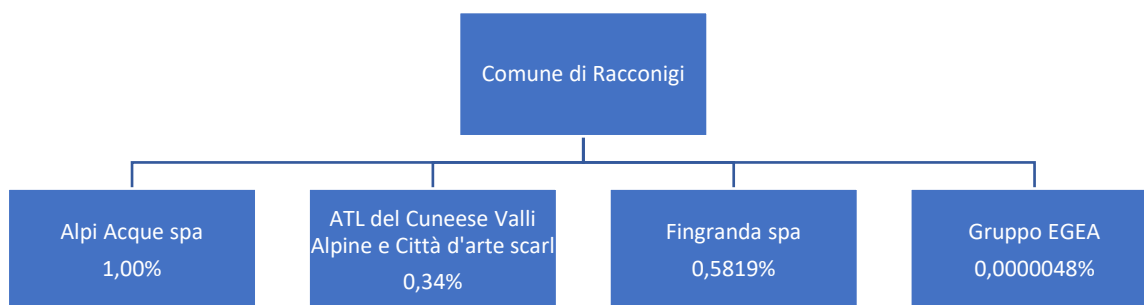 Comune di Racconigi
Alpi Acque spa
1,00%
ATL del Cuneese Valli
Alpine e Città d'arte scarl
0,34%
Fingranda spa
0,5819%
Gruppo EGEA
0,0000048%